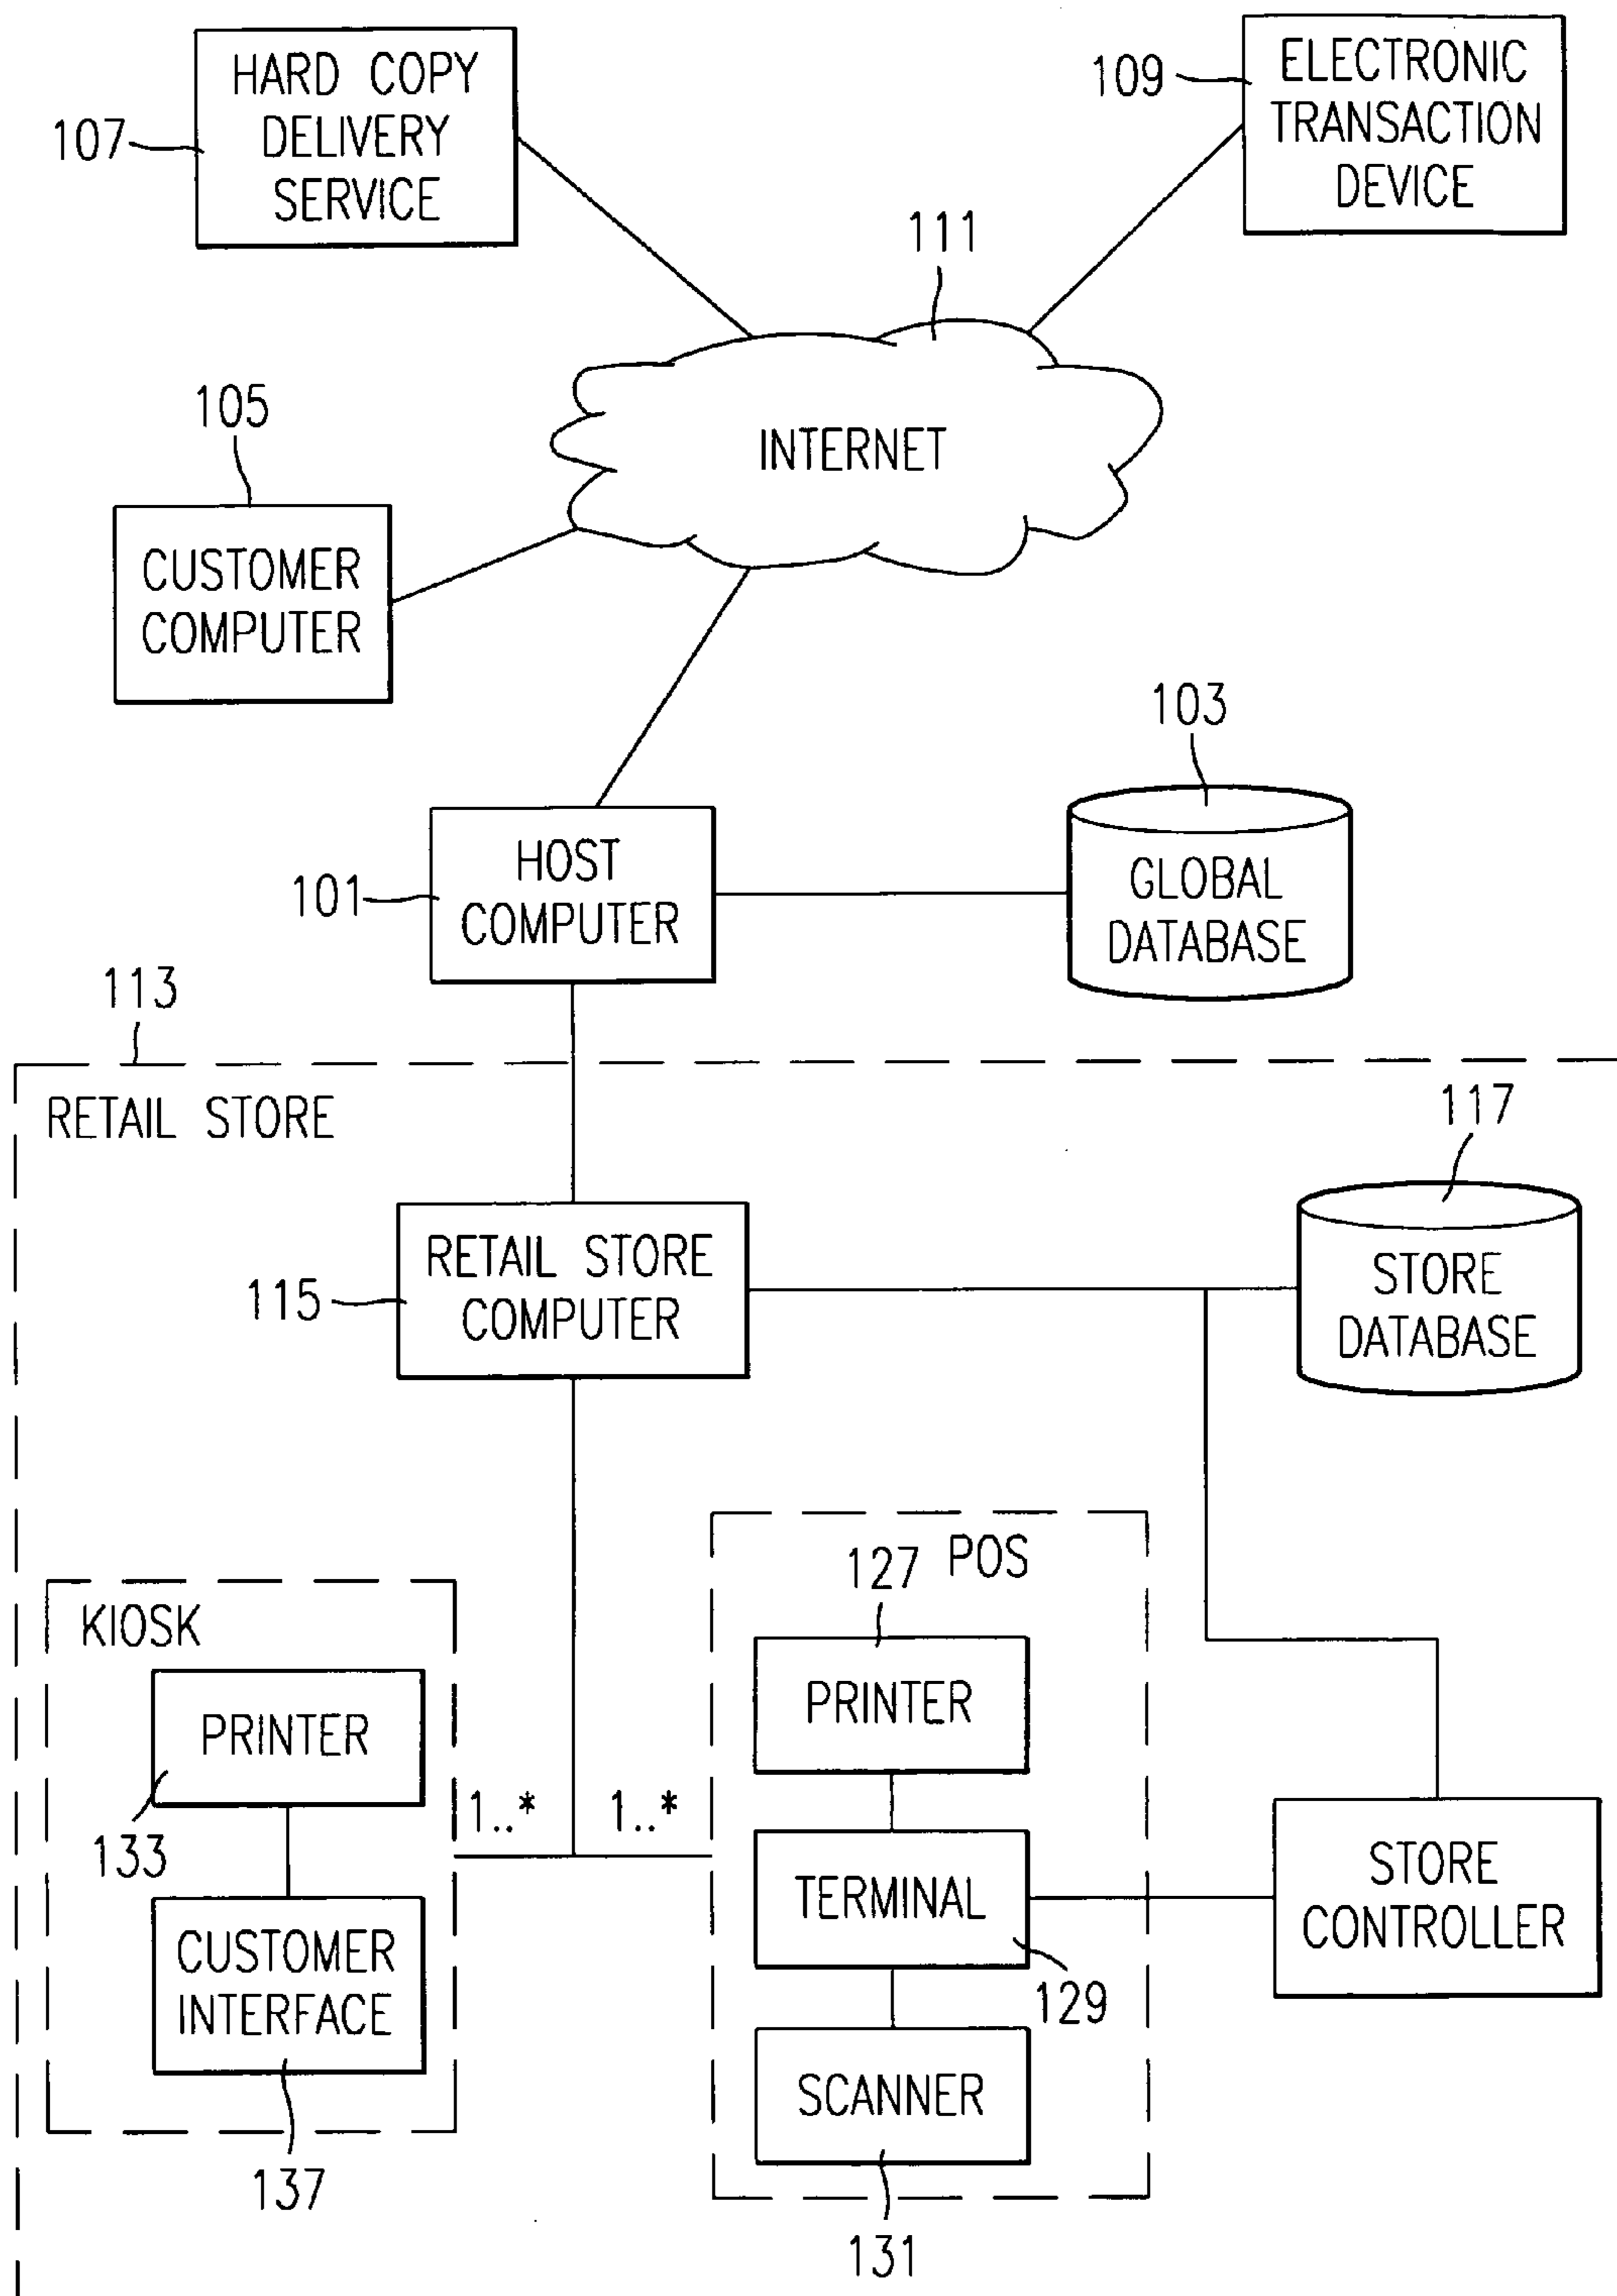 HARD COPY
DELIVERY
SERVICE
107
ELECTRONIC
TRANSACTION
DEVICE
109
111
INTERNET
105
CUSTOMER
COMPUTER
103
HOST
COMPUTER
101
GLOBAL
DATABASE
113
RETAIL STORE
117
RETAIL STORE
COMPUTER
115
STORE
DATABASE
KIOSK
PRINTER
133
CUSTOMER
INTERFACE
137
1..*
1..*
POS
127
PRINTER
TERMINAL
129
SCANNER
131
STORE
CONTROLLER